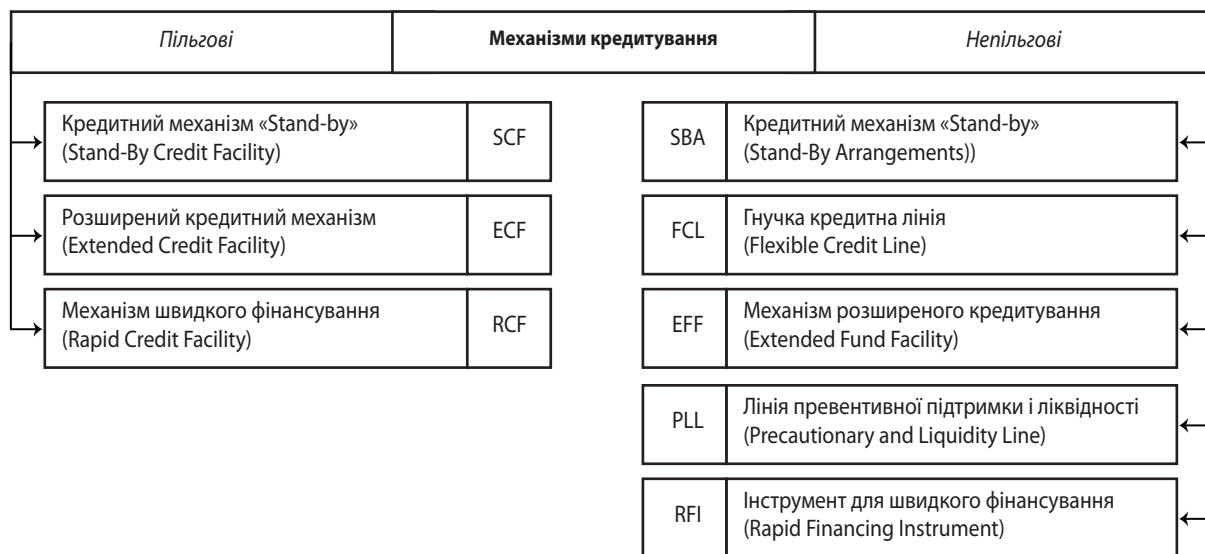 Пільгові
Механізми кредитування
Непільгові
Кредитний механізм «Stand-by»
(Stand-By Credit Facility)
SCF
Розширений кредитний механізм
(Extended Credit Facility)
ECF
Механізм швидкого фінансування
(Rapid Credit Facility)
RCF
SBA
Кредитний механізм «Stand-by»
(Stand-By Arrangements))
FCL
Гнучка кредитна лінія
(Flexible Credit Line)
EFF
Механізм розширеного кредитування
(Extended Fund Facility)
PLL
Лінія превентивної підтримки і ліквідності
(Precautionary and Liquidity Line)
RFI
Інструмент для швидкого фінансування
(Rapid Financing Instrument)